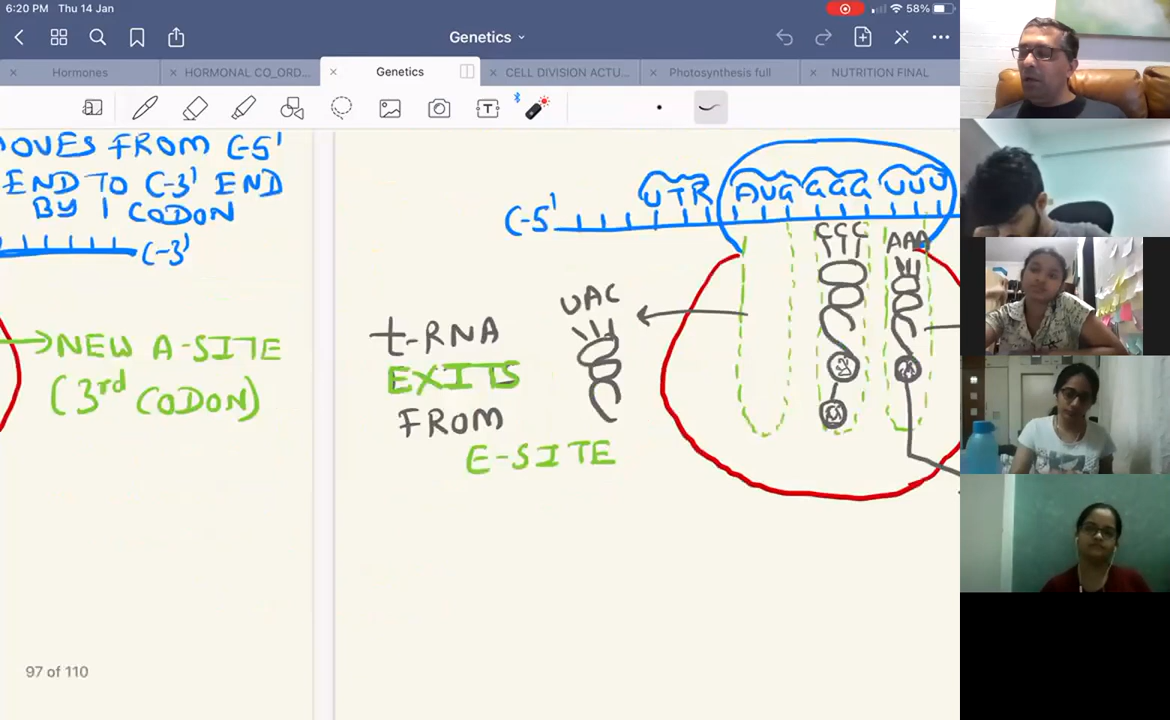 6:20 PM Thu 14 Jan
58%
Genetics
Hormones
HORMONAL CO_ORD...
Genetics
CELL DIVISION ACTU...
Photosynthesis full
NUTRITION FINAL
OVES FROM C-5'
END TO C-3' END
BY 1 CODON
C-3'
NEW A-SITE
(3rd CODON)
C-5'
UTR AUG GGG UUU
CCC AAA
UAC
t-RNA
EXITS
FROM
E-SITE
97 of 110